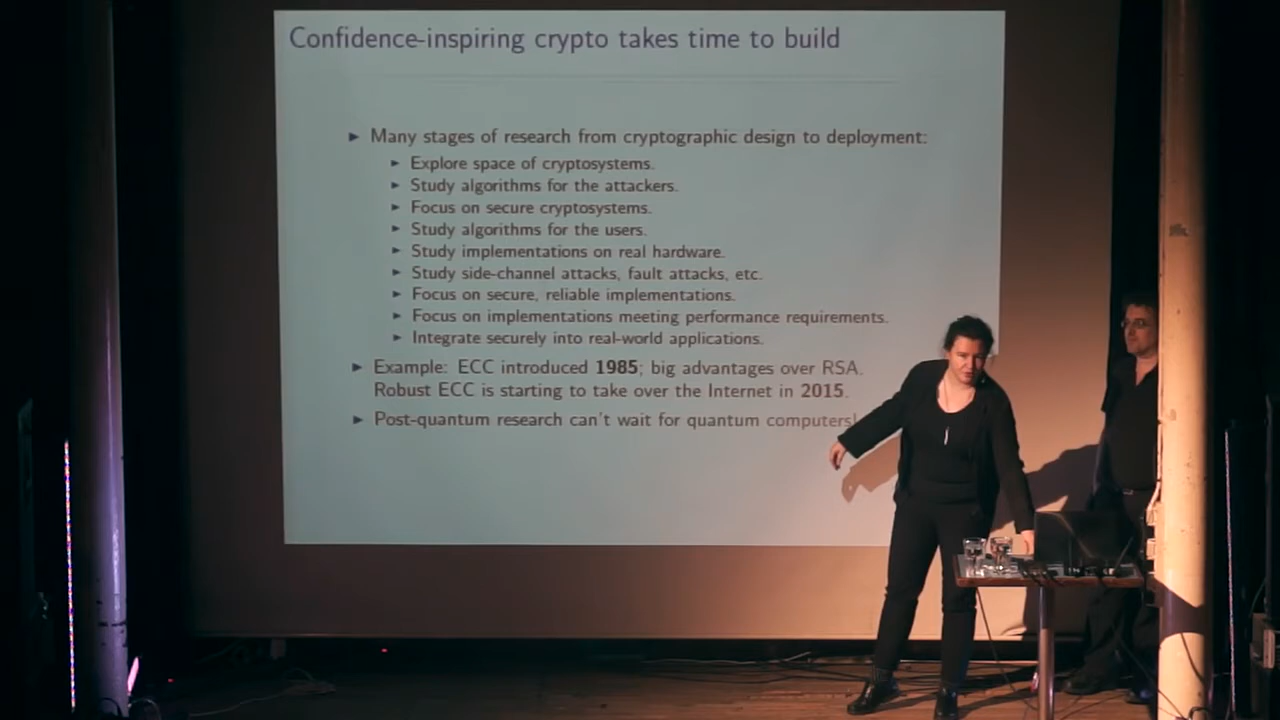 Confidence-inspiring crypto takes time to build
▶ Many stages of research from cryptographic design to deployment:
▶ Explore space of cryptosystems.
▶ Study algorithms for the attackers.
▶ Focus on secure cryptosystems.
▶ Study algorithms for the users.
▶ Study implementations on real hardware.
▶ Study side-channel attacks, fault attacks, etc.
▶ Focus on secure, reliable implementations.
▶ Focus on implementations meeting performance requirements.
▶ Integrate securely into real-world applications.
▶ Example: ECC introduced 1985; big advantages over RSA.
Robust ECC is starting to take over the Internet in 2015.
▶ Post-quantum research can't wait for quantum computers!